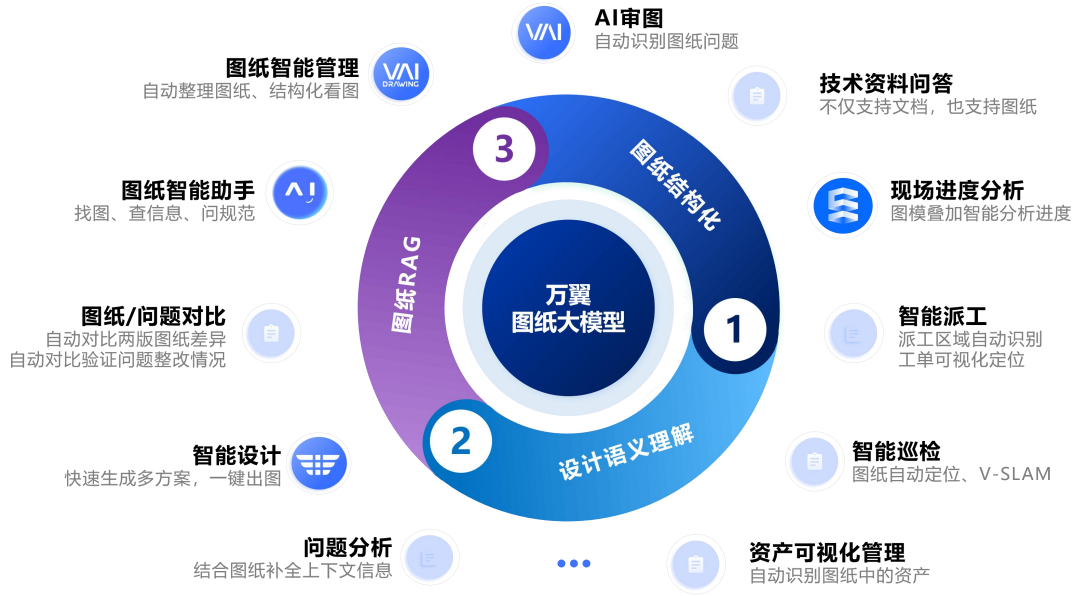 VAI
AI审图
自动识别图纸问题
VAI
DRAWING
图纸智能管理
自动整理图纸、结构化看图
技术资料问答
不仅支持文档，也支持图纸
图纸智能助手
找图、查信息、问规范
现场进度分析
图模叠加智能分析进度
3
图纸结构化
图纸RAG
万翼
图纸大模型
1
图纸/问题对比
自动对比两版图纸差异
自动对比验证问题整改情况
智能派工
派工区域自动识别
工单可视化定位
2
设计语义理解
智能设计
快速生成多方案，一键出图
智能巡检
图纸自动定位、V-SLAM
问题分析
结合图纸补全上下文信息
资产可视化管理
自动识别图纸中的资产